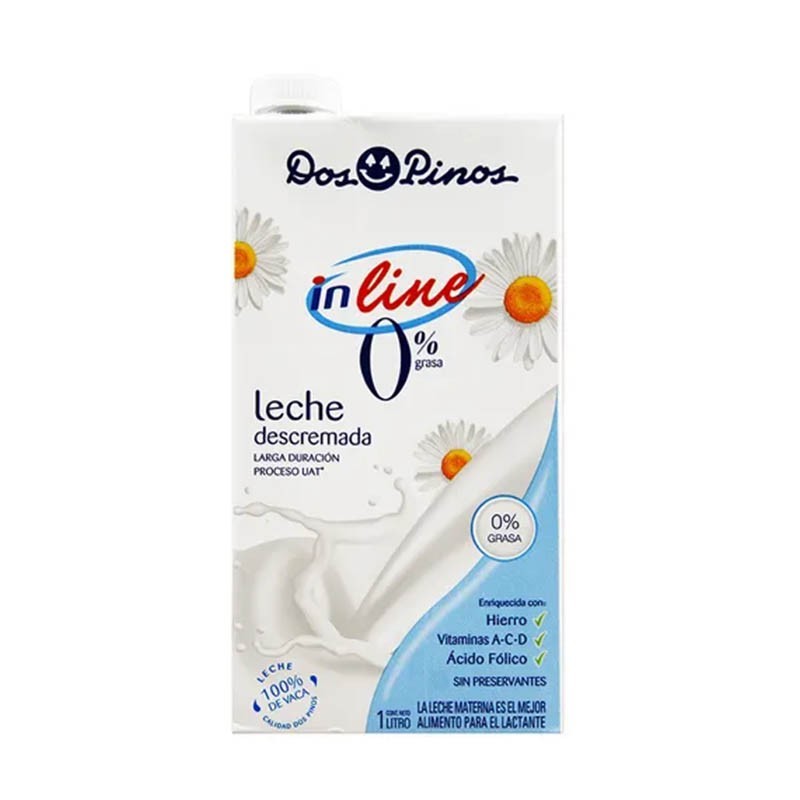 Dos Pinos
in line
0%
grasa
leche
descremada
LARGA DURACIÓN
PROCESO UAT*
0%
GRASA
Enriquecida con:
Hierro
Vitaminas A-C-D
Ácido Fólico
SIN PRESERVANTES
LECHE
100%
DE VACA
CALIDAD DOS PINOS
CONT. NETO
1 LITRO
LA LECHE MATERNA ES EL MEJOR
ALIMENTO PARA EL LACTANTE